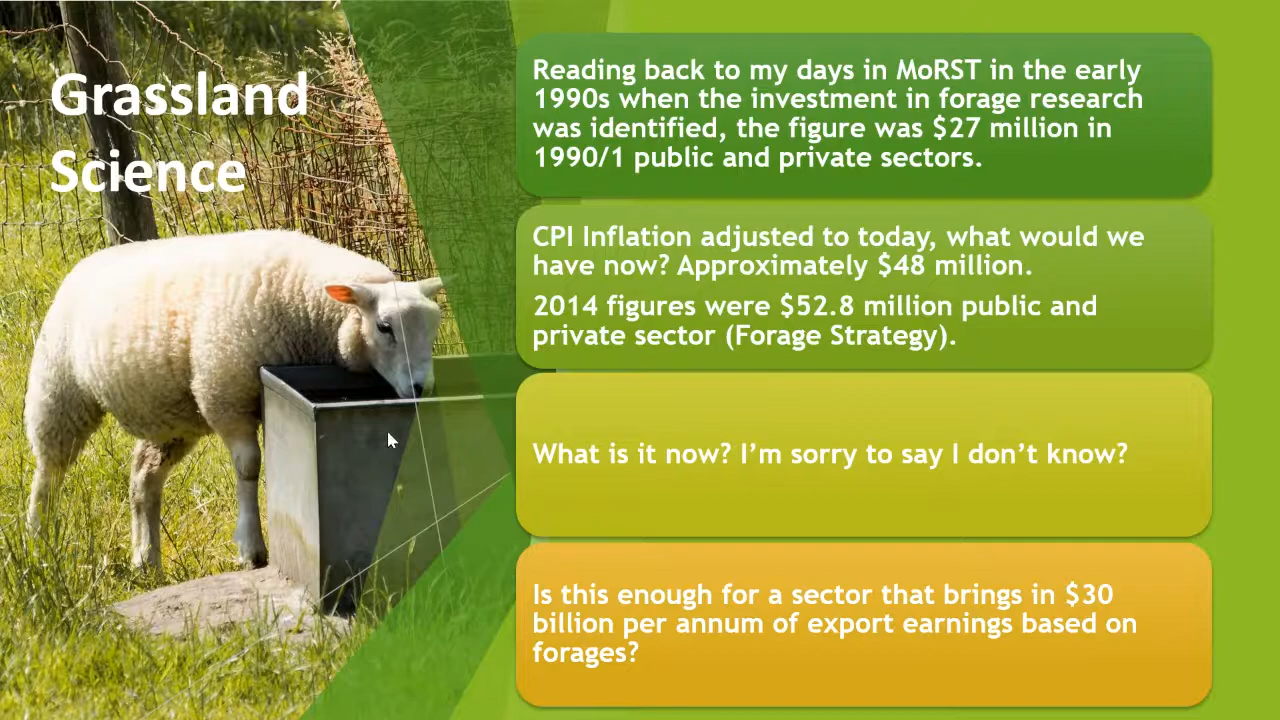 Grassland
Science
Reading back to my days in MoRST in the early
1990s when the investment in forage research
was identified, the figure was $27 million in
1990/1 public and private sectors.
CPI Inflation adjusted to today, what would we
have now? Approximately $48 million.
2014 figures were $52.8 million public and
private sector (Forage Strategy).
What is it now? I’m sorry to say I don’t know?
Is this enough for a sector that brings in $30
billion per annum of export earnings based on
forages?